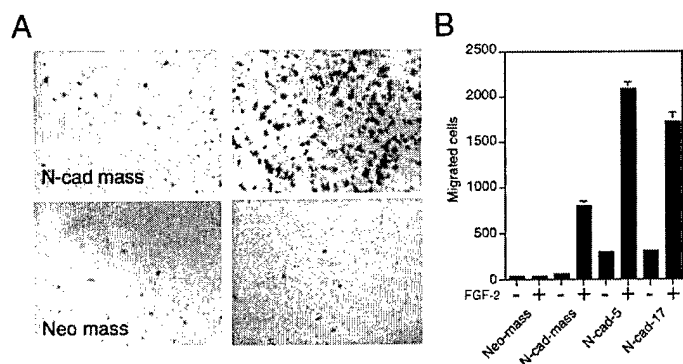 A
N-cad mass
Neo mass
B
Migrated cells
2500
2000
1500
1000
500
0
FGF-2 - + - + - + - +
Neo-mass
N-cad-mass
N-cad-5
N-cad-17